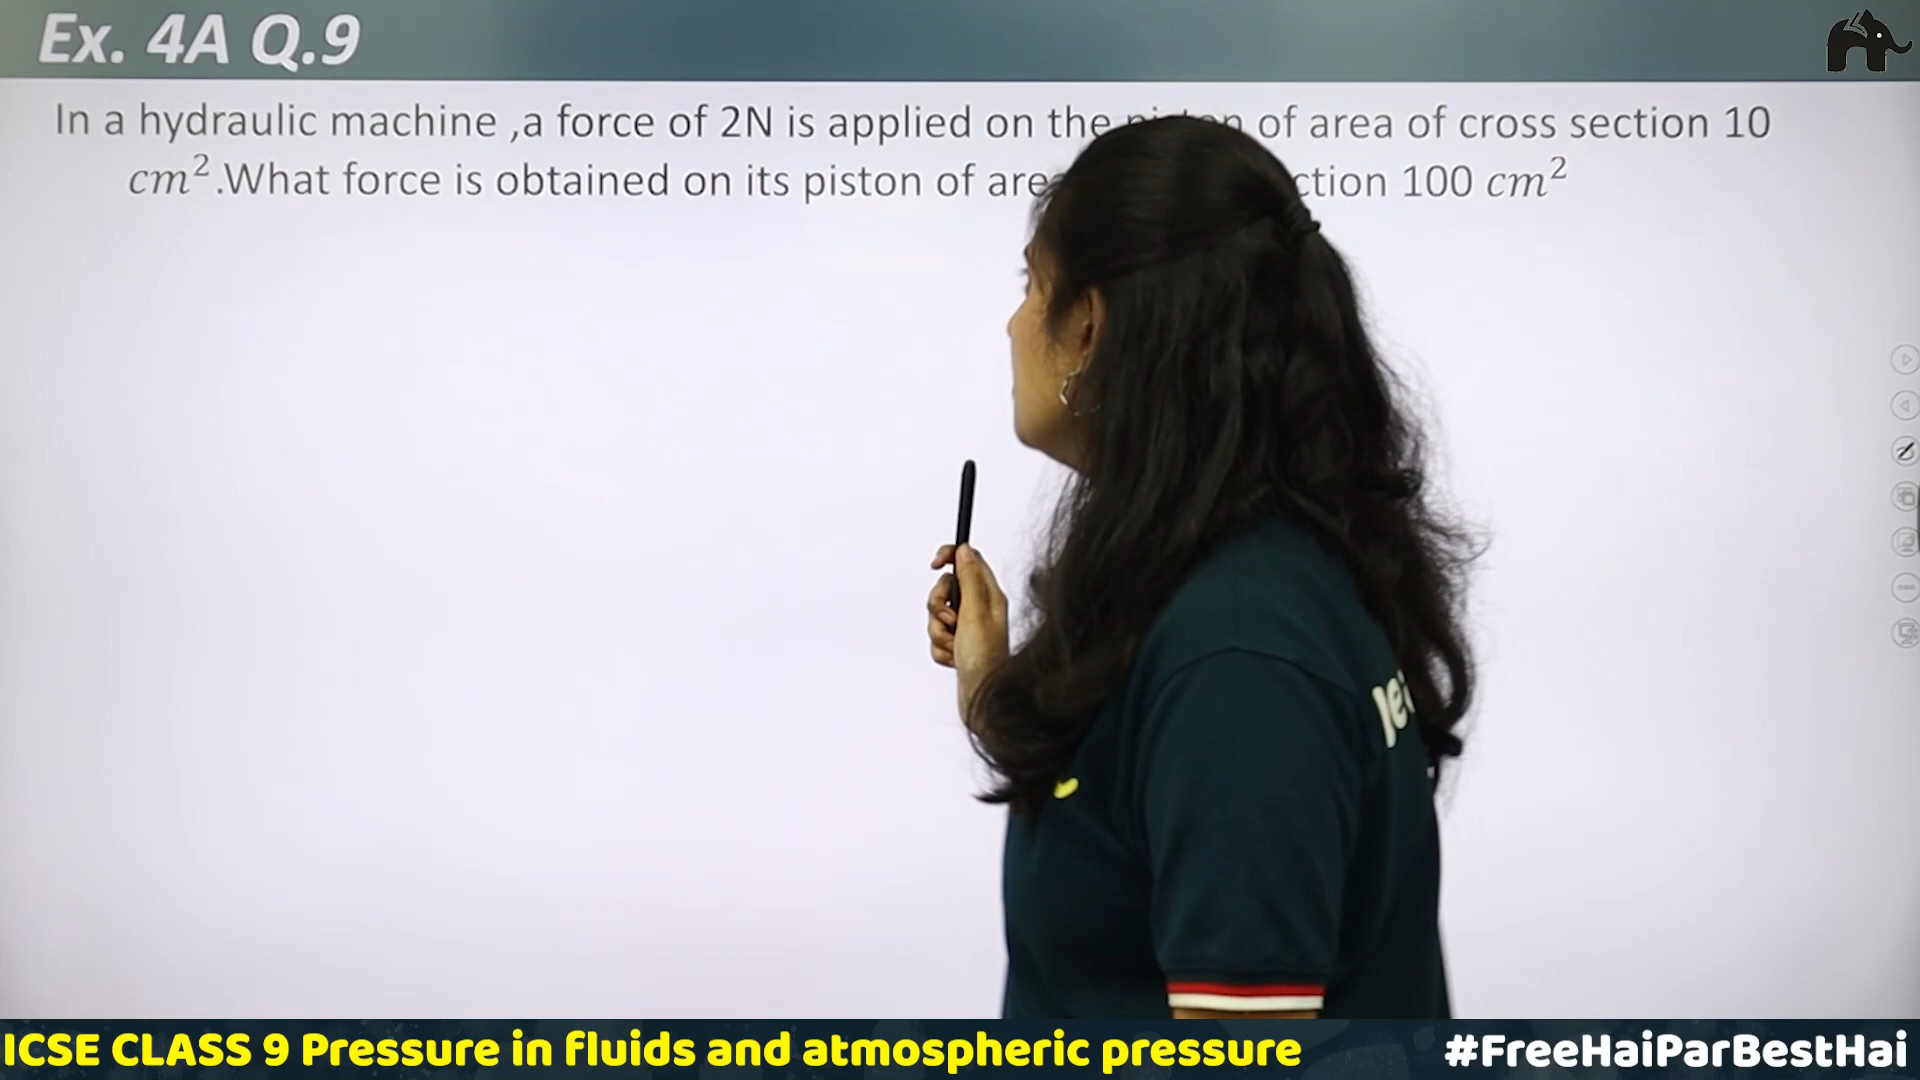 Ex. 4A Q.9
In a hydraulic machine ,a force of 2N is applied on the of area of cross section 10
cm².What force is obtained on its piston of 100 cm²
ICSE CLASS 9 Pressure in fluids and atmospheric pressure
#FreeHaiParBestHai